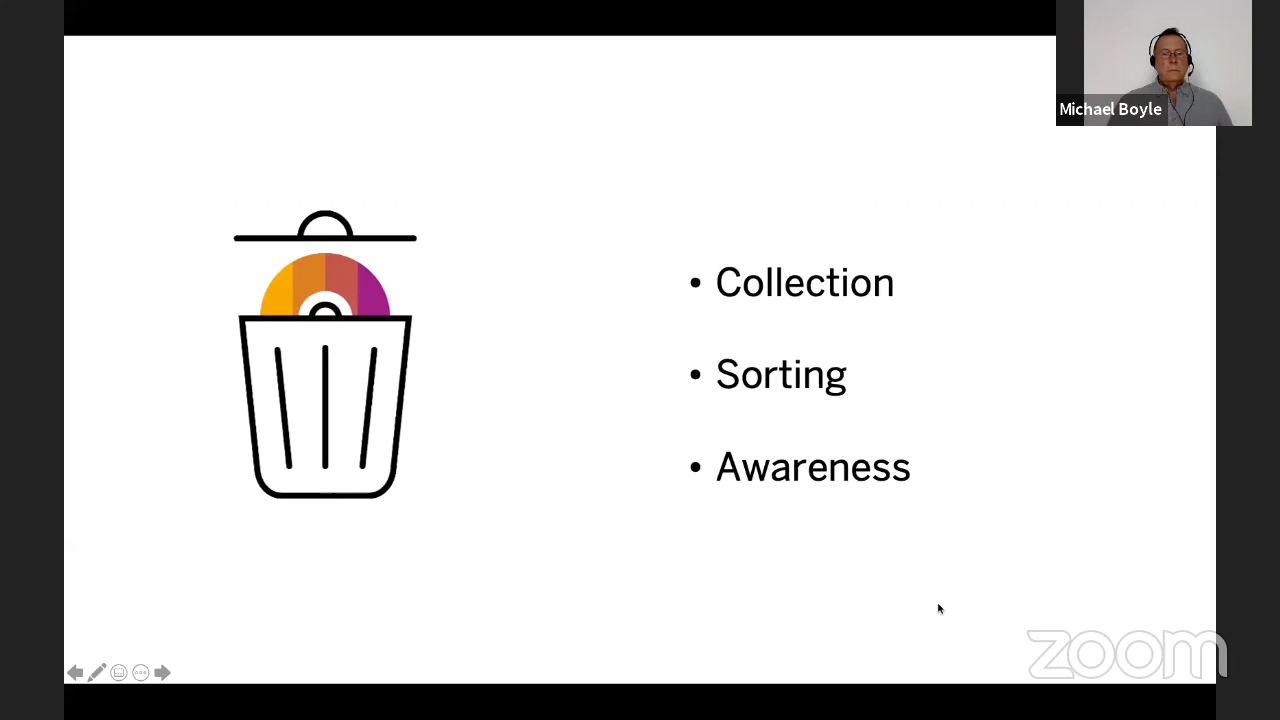 Michael Boyle
• Collection
• Sorting
• Awareness
zoom